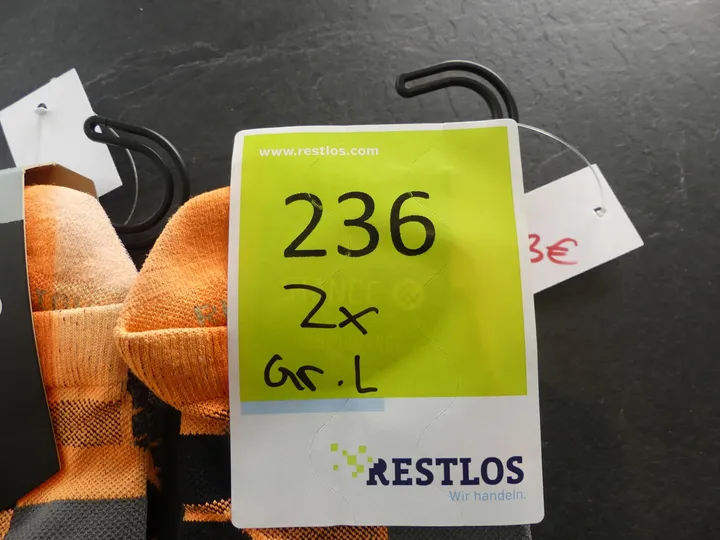 www.restlos.com
236
2x
Gr. L
3€
RESTLOS
Wir handeln.